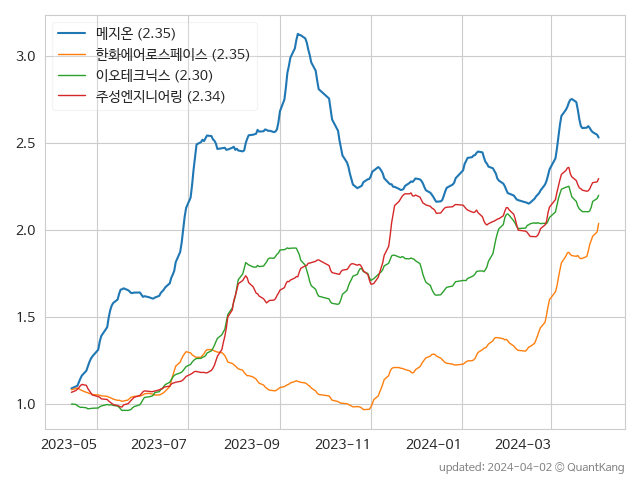 메지온 (2.35)
한화에어로스페이스 (2.35)
이오테크닉스 (2.30)
주성엔지니어링 (2.34)
3.0
2.5
2.0
1.5
1.0
2023-05 2023-07 2023-09 2023-11 2024-01 2024-03
updated: 2024-04-02 © QuantKang